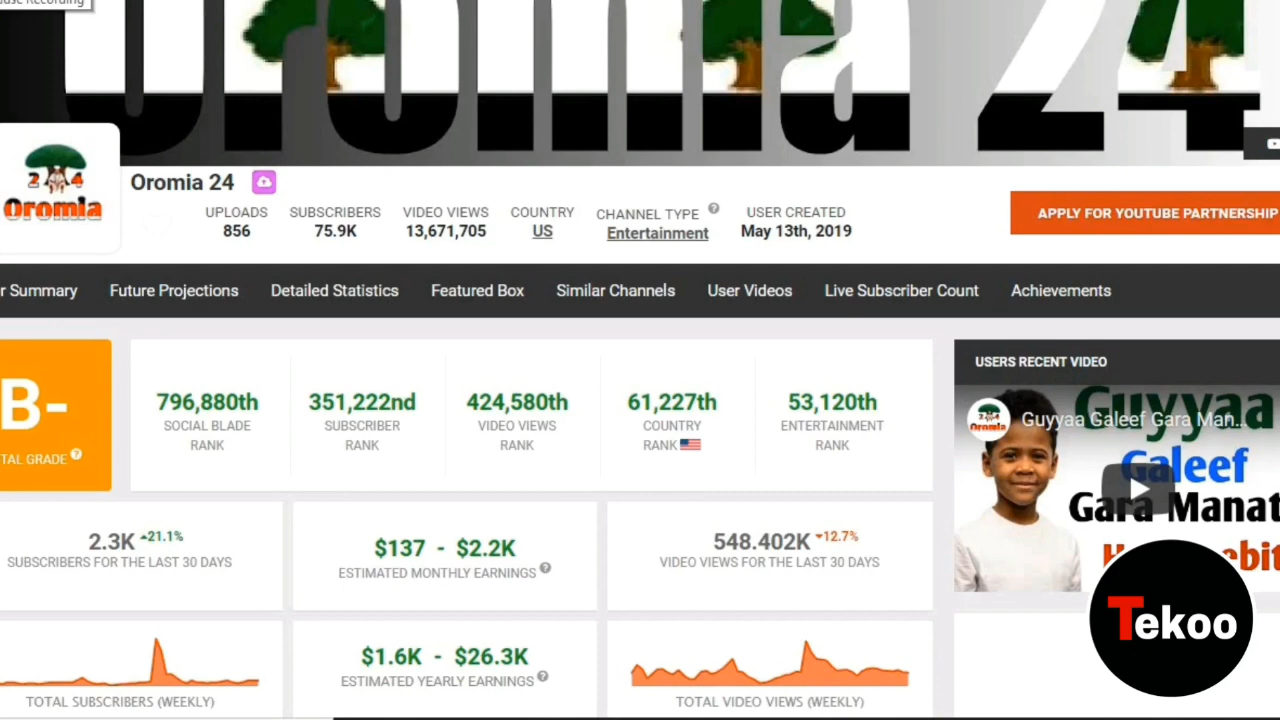 Oromia 24
24
Oromia
Oromia 24
UPLOADS
856
SUBSCRIBERS
75.9K
VIDEO VIEWS
13,671,705
COUNTRY
US
CHANNEL TYPE
Entertainment
USER CREATED
May 13th, 2019
APPLY FOR YOUTUBE PARTNERSHIP
r Summary Future Projections Detailed Statistics Featured Box Similar Channels User Videos Live Subscriber Count Achievements
B-
TAL GRADE
796,880th
SOCIAL BLADE
RANK
351,222nd
SUBSCRIBER
RANK
424,580th
VIDEO VIEWS
RANK
61,227th
COUNTRY
RANK
53,120th
ENTERTAINMENT
RANK
USERS RECENT VIDEO
Guyyaa Galeef Gara Man...
Guyyaa
Galeef
Gara Manat
2.3K 21.1%
SUBSCRIBERS FOR THE LAST 30 DAYS
$137 - $2.2K
ESTIMATED MONTHLY EARNINGS
548.402K 12.7%
VIDEO VIEWS FOR THE LAST 30 DAYS
$1.6K - $26.3K
ESTIMATED YEARLY EARNINGS
TOTAL SUBSCRIBERS (WEEKLY)
TOTAL VIDEO VIEWS (WEEKLY)
Tekoo